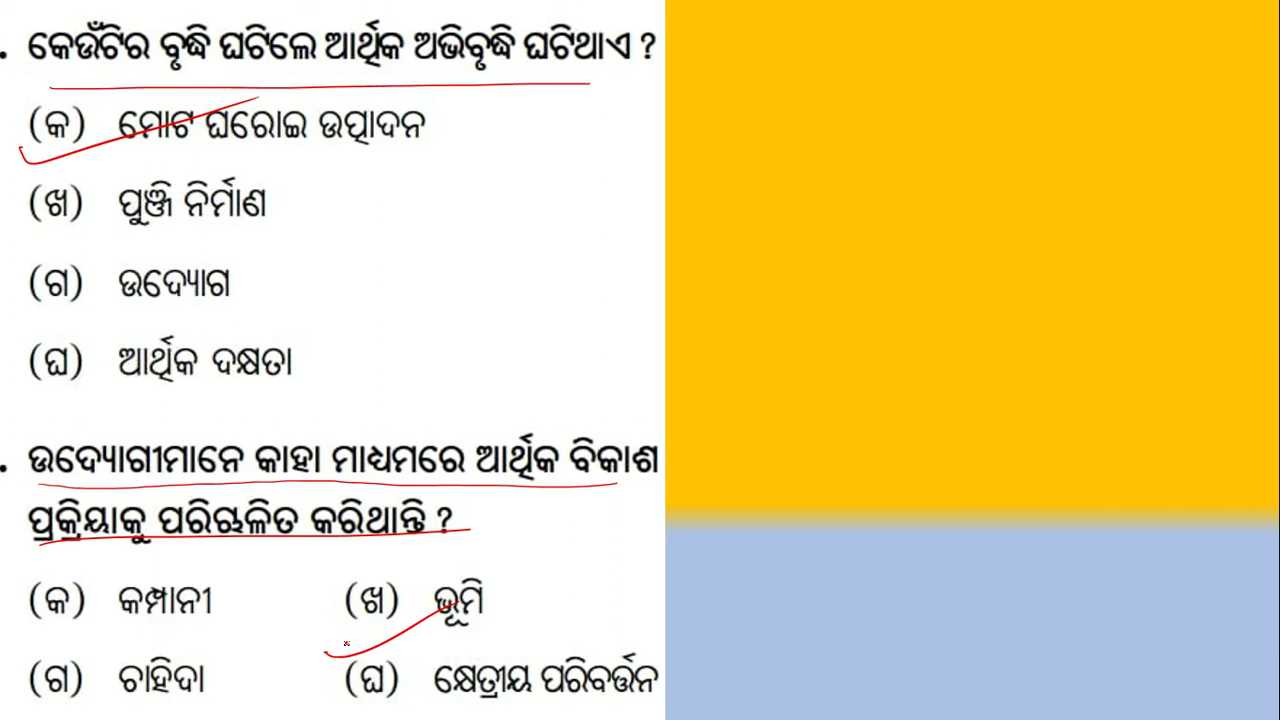 . କେଉଁଟିର ବୃଦ୍ଧି ଘଟିଲେ ଆର୍ଥିକ ଅଭିବୃଦ୍ଧି ଘଟିଥାଏ ?
(କ) ମୋଟ ଘରୋଇ ଉତ୍ପାଦନ
(ଖ) ପୁଞ୍ଜି ନିର୍ମାଣ
(ଗ) ଉଦ୍ୟୋଗ
(ଘ) ଆର୍ଥିକ ଦକ୍ଷତା
. ଉଦ୍ୟୋଗୀମାନେ କାହା ମାଧ୍ୟମରେ ଆର୍ଥିକ ବିକାଶ
ପ୍ରକ୍ରିୟାକୁ ପରିଚାଳିତ କରିଥାନ୍ତି ?
(କ) କମ୍ପାନୀ (ଖ) ଭୂମି
(ଗ) ଚାହିଦା (ଘ) କ୍ଷେତ୍ରୀୟ ପରିବର୍ତ୍ତନ